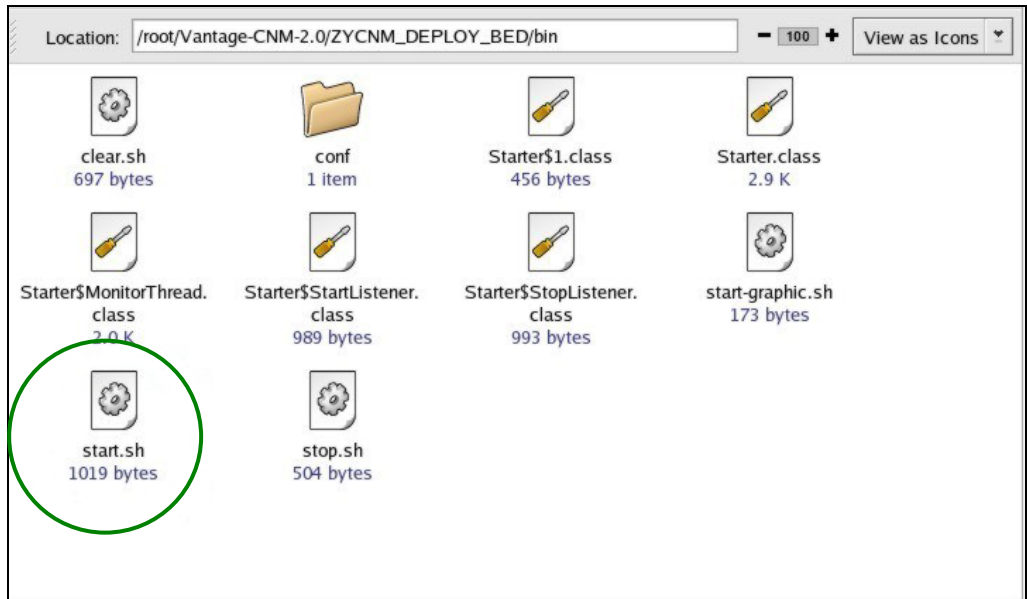 Location: /root/Vantage-CNM-2.0/ZYCNM_DEPLOY_BED/bin 100 View as Icons
clear.sh conf Starter$1.class Starter.class
697 bytes 1 item 456 bytes 2.9 K
Starter$MonitorThread. Starter$StartListener. Starter$StopListener. start-graphic.sh
class class class 173 bytes
2.0 K 989 bytes 993 bytes
start.sh stop.sh
1019 bytes 504 bytes